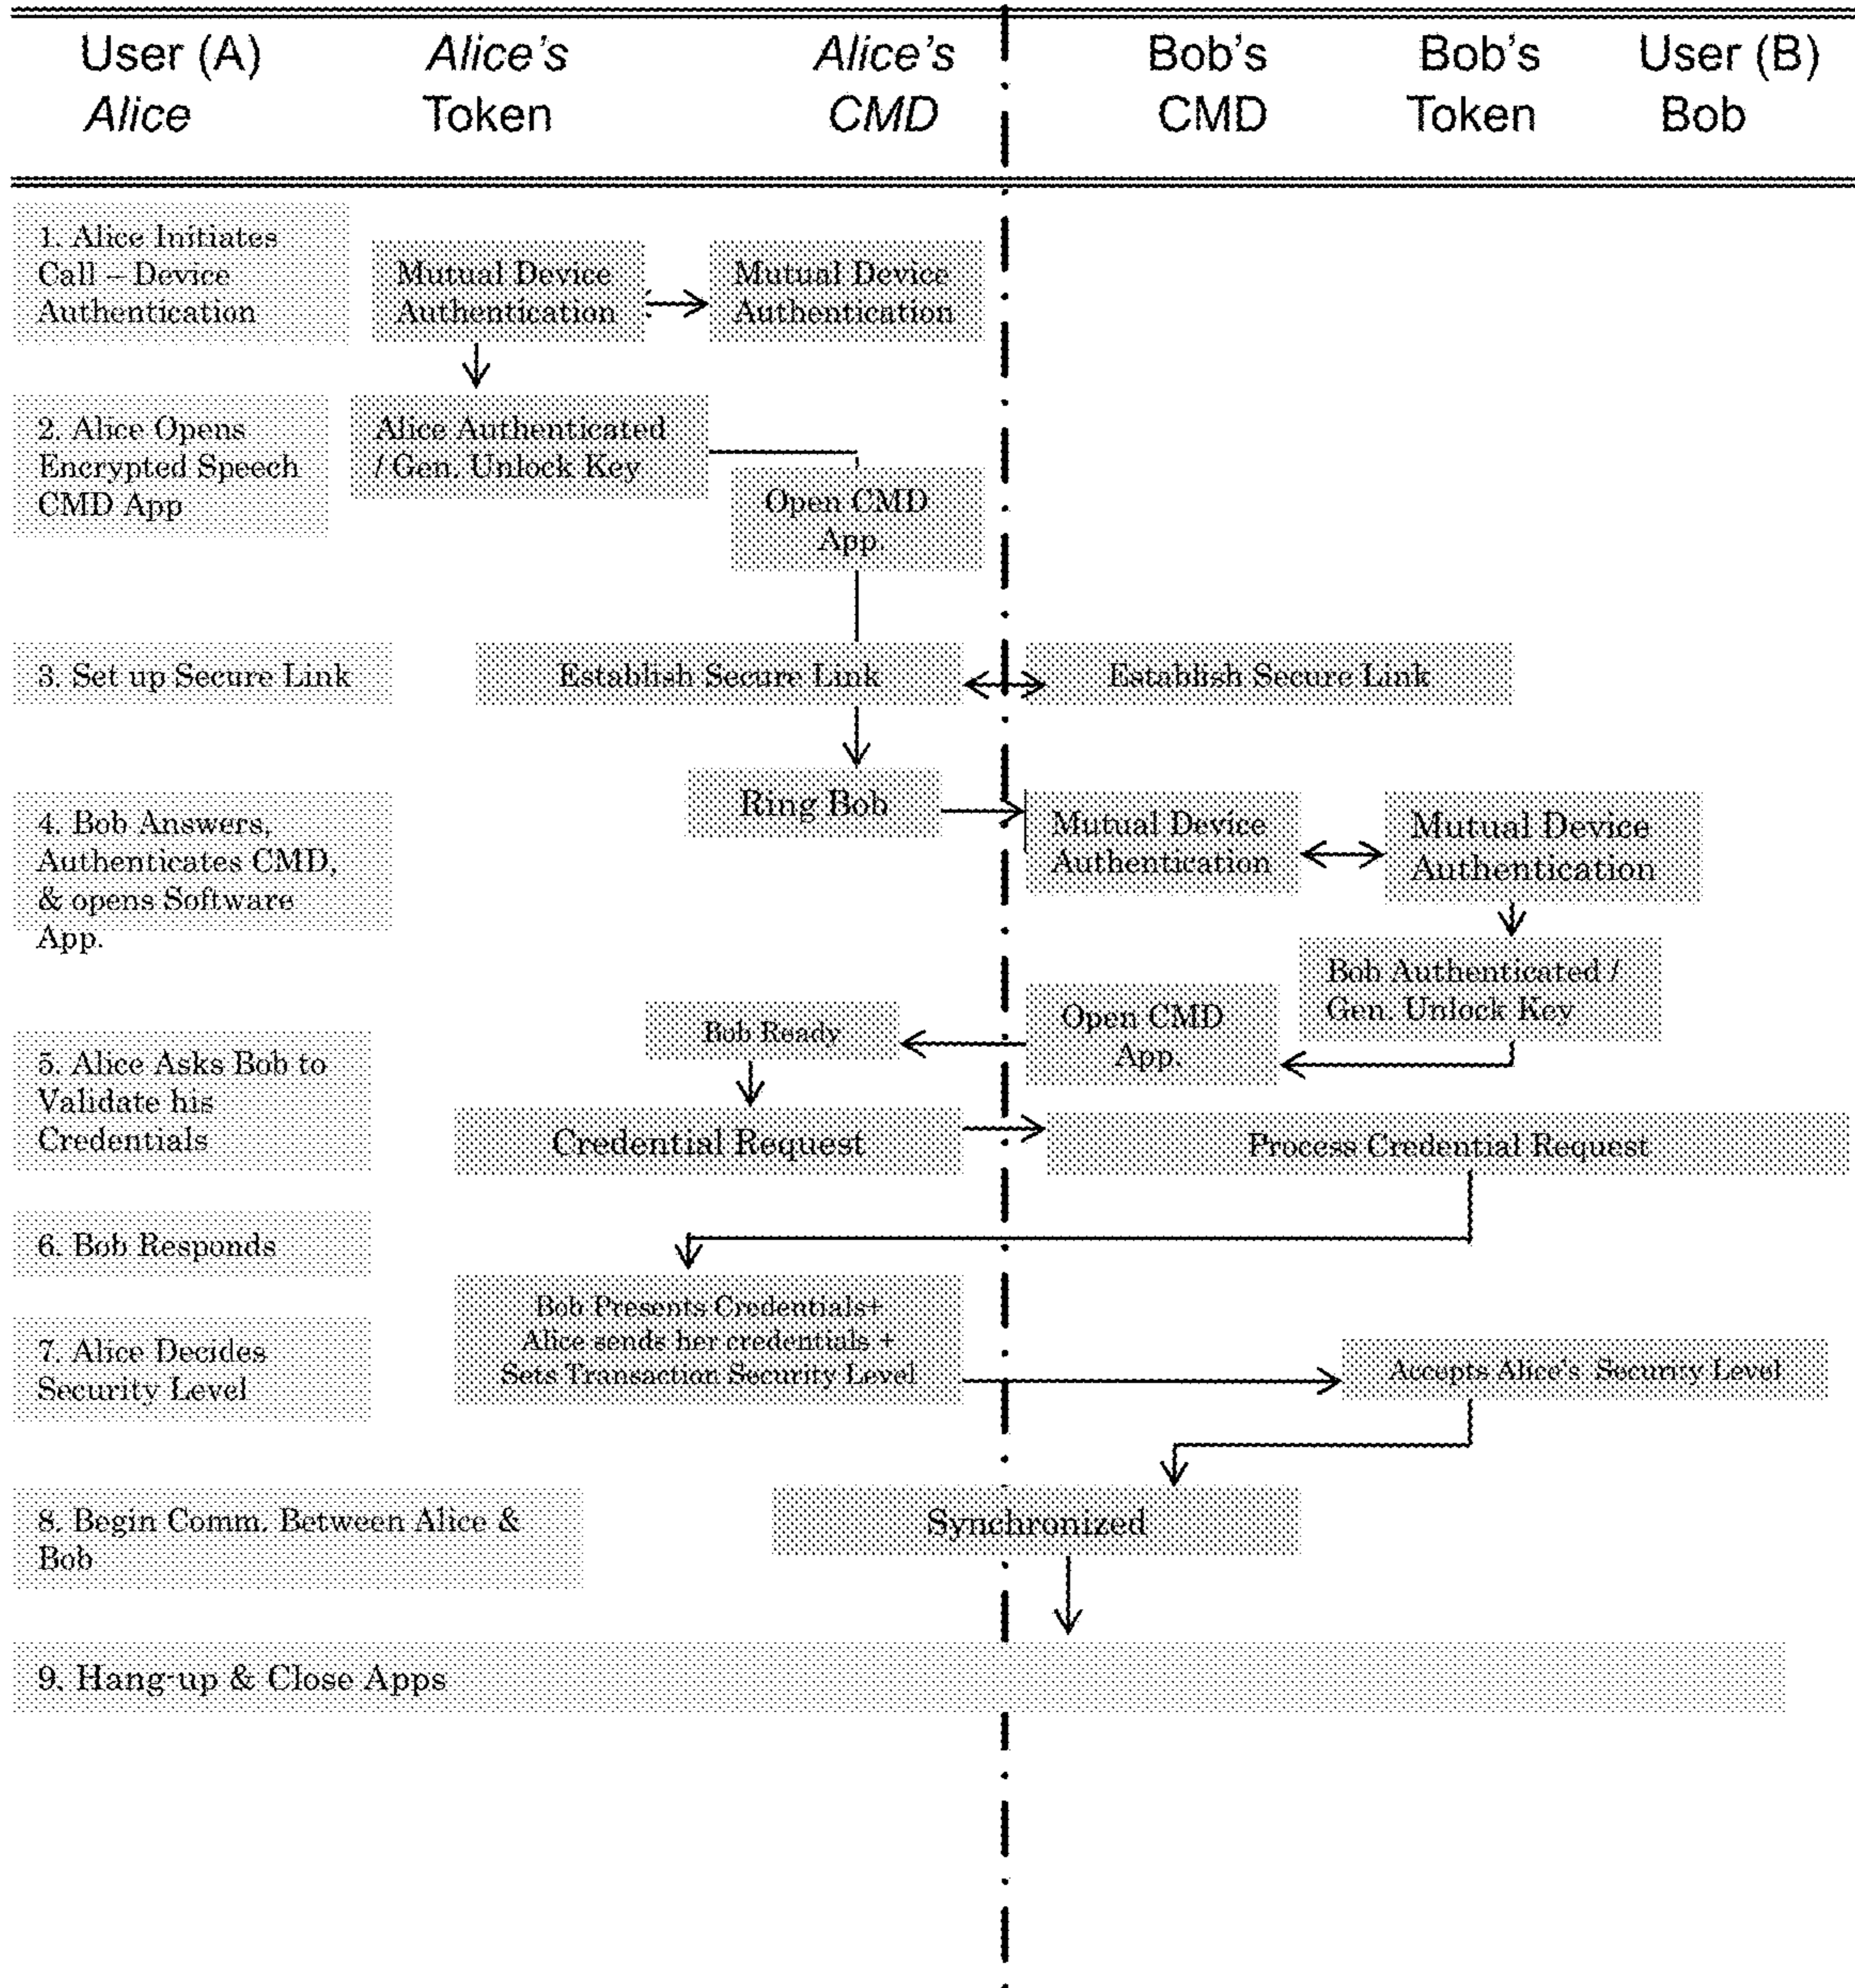 User (A)
Alice
Alice's
Token
Alice's
CMD
Bob's
CMD
Bob's
Token
User (B)
Bob
1. Alice Initiates
Call – Device
Authentication
Mutual Device
Authentication
Mutual Device
Authentication
2. Alice Opens
Encrypted Speech
CMD App
Alice Authenticated
/ Gen. Unlock Key
Open CMD
App.
3. Set up Secure Link
Establish Secure Link
Establish Secure Link
Ring Bob
4. Bob Answers,
Authenticates CMD,
& opens Software
App.
Mutual Device
Authentication
Mutual Device
Authentication
Bob Authenticated /
Gen. Unlock Key
Open CMD
App.
Bob Ready
5. Alice Asks Bob to
Validate his
Credentials
Credential Request
Process Credential Request
6. Bob Responds
Bob Presents Credentials+
Alice sends her credentials +
Sets Transaction Security Level
7. Alice Decides
Security Level
Accepts Alice's Security Level
8. Begin Comm. Between Alice &
Bob
Synchronized
9. Hang-up & Close Apps